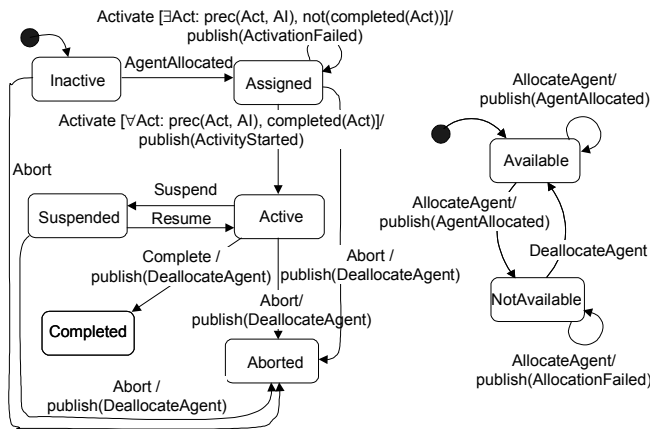 Activate [∃Act: prec(Act, AI), not(completed(Act))]/
publish(ActivationFailed)
Inactive
AgentAllocated
Assigned
Activate [∀Act: prec(Act, AI), completed(Act)]/
publish(ActivityStarted)
Abort
Suspend
Suspended
Resume
Active
Complete /
publish(DeallocateAgent)
Abort /
publish(DeallocateAgent)
Abort/
publish(DeallocateAgent)
Completed
Aborted
Abort /
publish(DeallocateAgent)
AllocateAgent/
publish(AgentAllocated)
Available
AllocateAgent/
publish(AgentAllocated)
DeallocateAgent
NotAvailable
AllocateAgent/
publish(AllocationFailed)